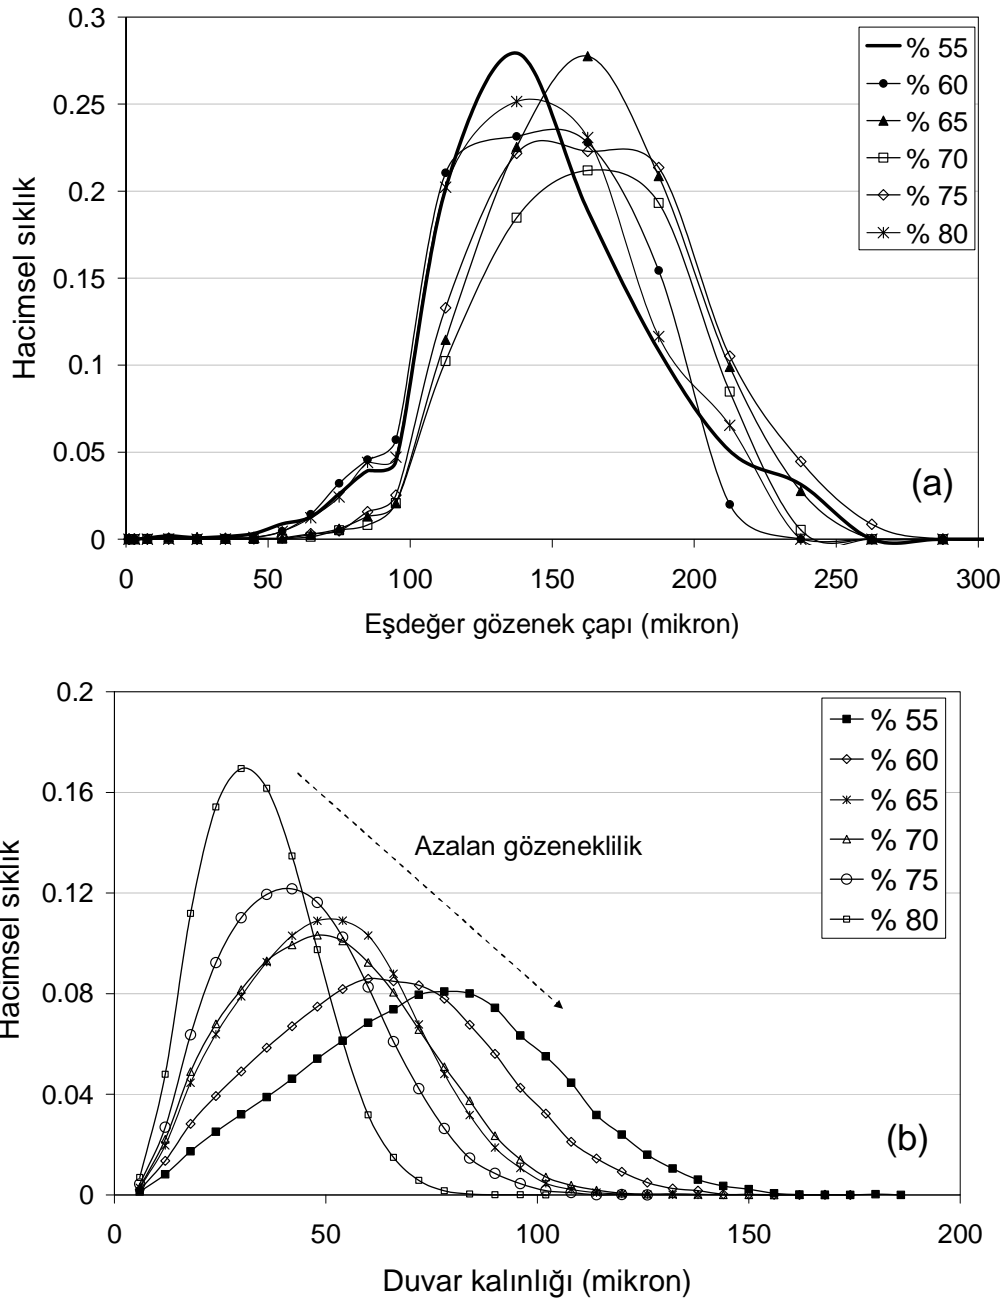 0.3
0.25
0.2
0.15
0.1
0.05
0
Hacimsel sıklık
% 55
% 60
% 65
% 70
% 75
% 80
(a)
0 50 100 150 200 250 300
Eşdeğer gözenek çapı (mikron)
0.2
0.16
0.12
0.08
0.04
0
Hacimsel sıklık
% 55
% 60
% 65
% 70
% 75
% 80
Azalan gözeneklilik
(b)
0 50 100 150 200
Duvar kalınlığı (mikron)